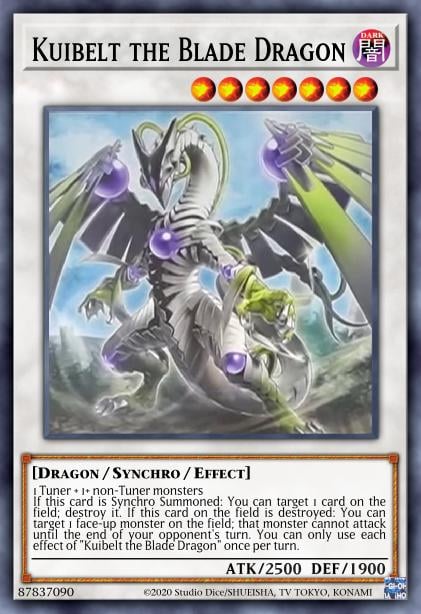 KUIBELT THE BLADE DRAGON
DARK
闇
[DRAGON / SYNCHRO / EFFECT]
1 Tuner + 1+ non-Tuner monsters
If this card is Synchro Summoned: You can target 1 card on the
field; destroy it. If this card on the field is destroyed: You can
target 1 face-up monster on the field; that monster cannot attack
until the end of your opponent's turn. You can only use each
effect of "Kuibelt the Blade Dragon" once per turn.
ATK/2500 DEF/1900
87837090
©2020 Studio Dice/SHUEISHA, TV TOKYO, KONAMI